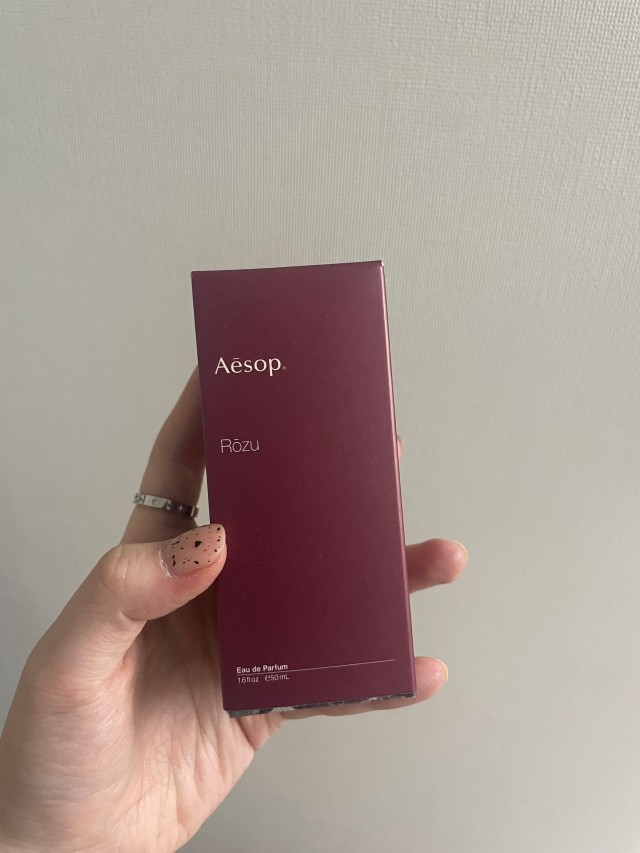 Aēsop®
Rōzu
Eau de Parfum
1.6 fl oz ℮50 mL